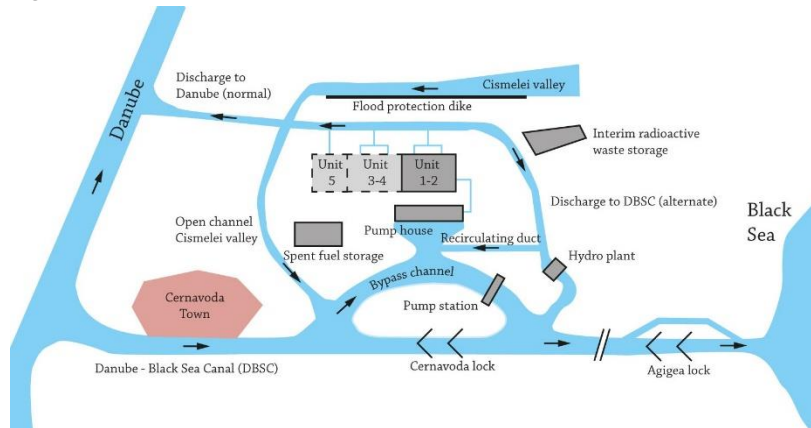 Danube
Discharge to
Danube (normal)
Cismelei valley
Flood protection dike
Interim radioactive
waste storage
Unit
5
Unit
3-4
Unit
1-2
Discharge to DBSC (alternate)
Black
Sea
Open channel
Cismelei valley
Spent fuel storage
Pump house
Recirculating duct
Hydro plant
Bypass channel
Pump station
Cernavoda
Town
Danube - Black Sea Canal (DBSC)
Cernavoda lock
Agigea lock